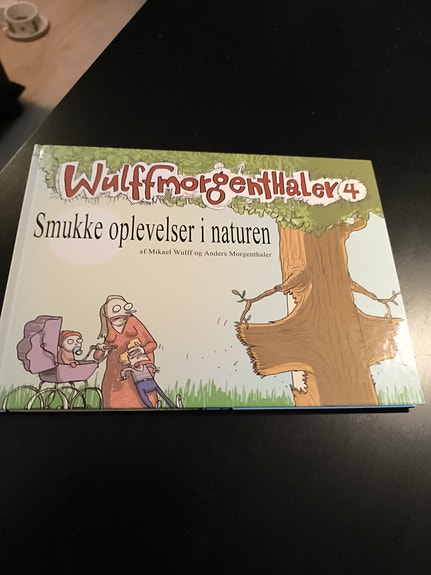 Wulffmorgenthaler 4
Smukke oplevelser i naturen
af Mikael Wulff og Anders Morgenthaler